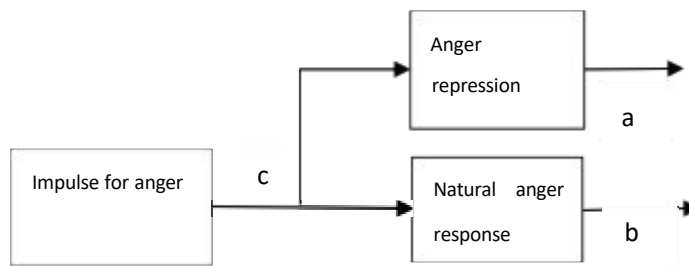 Anger
repression
a
Impulse for anger
c
Natural anger
response
b